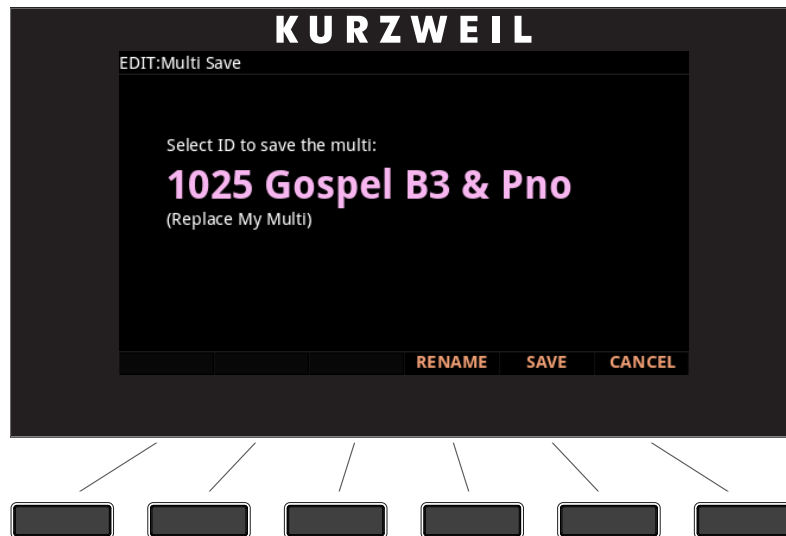 KURZWEIL
EDIT:Multi Save
Select ID to save the multi:
1025 Gospel B3 & Pno
(Replace My Multi)
RENAME SAVE CANCEL